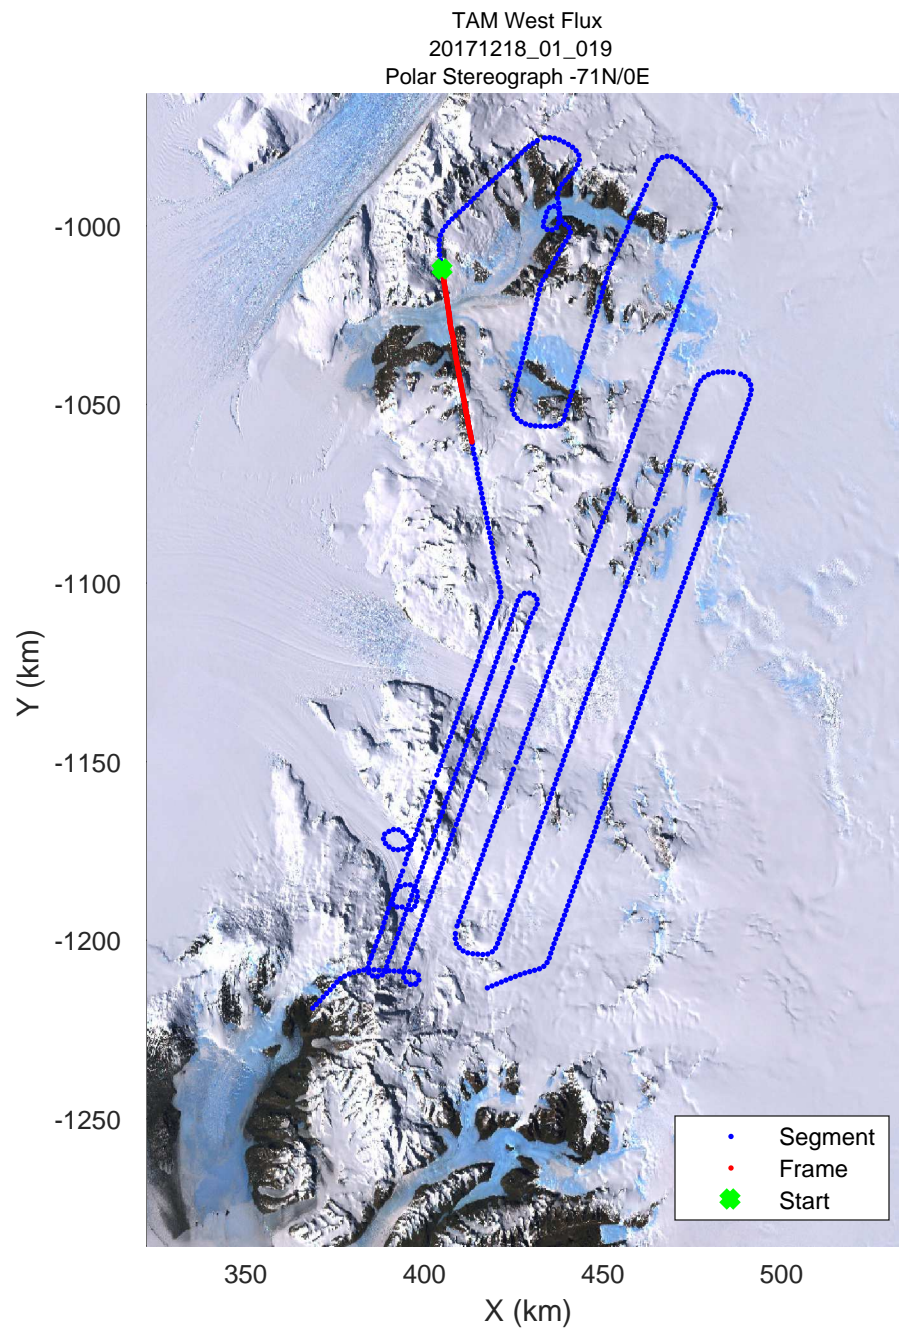 TAM West Flux
20171218_01_019
Polar Stereograph -71N/0E
-1000
-1050
-1100
-1150
-1200
-1250
Y (km)
350
400
450
500
X (km)
Segment
Frame
Start